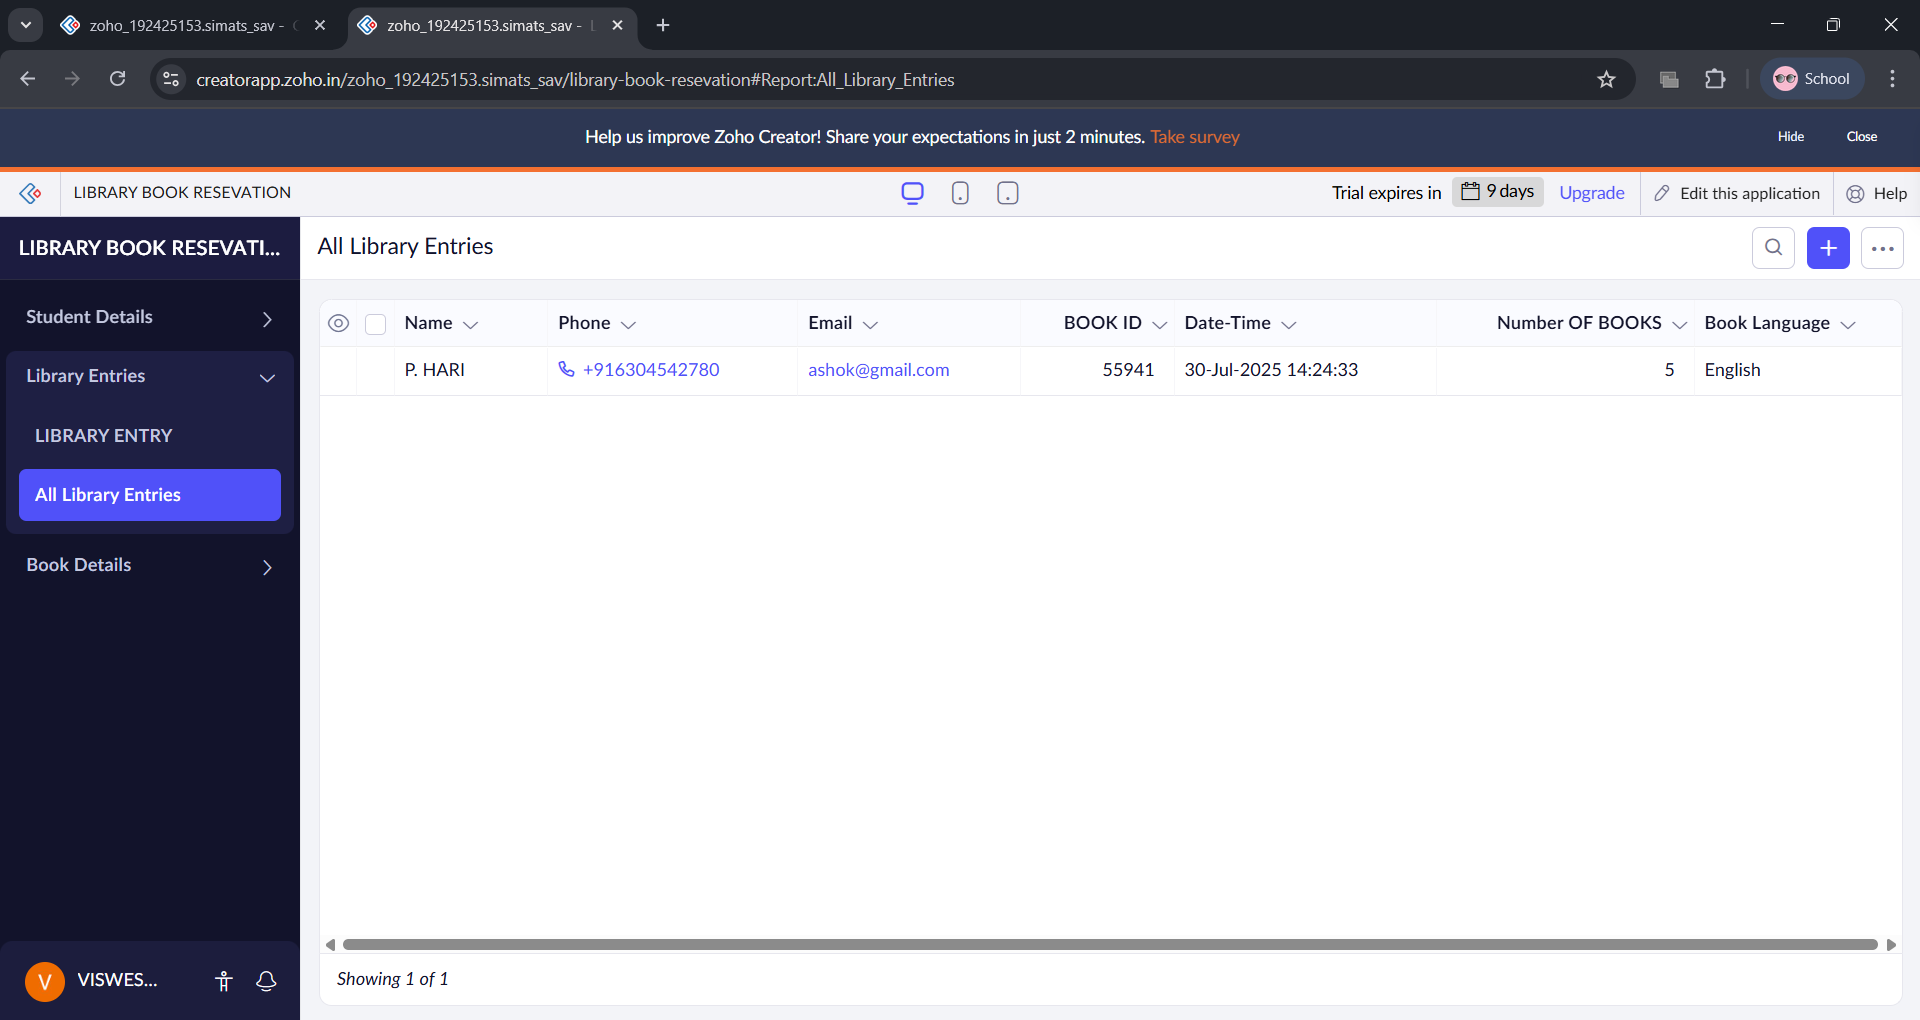 zoho_192425153.simats_sav -
zoho_192425153.simats_sav -
creatorapp.zoho.in/zoho_192425153.simats_sav/library-book-resevation#Report:All_Library_Entries
School
Help us improve Zoho Creator! Share your expectations in just 2 minutes. Take survey
Hide
Close
LIBRARY BOOK RESEVATION
Trial expires in 9 days Upgrade
Edit this application
Help
LIBRARY BOOK RESEVATI...
All Library Entries
Student Details
Library Entries
LIBRARY ENTRY
All Library Entries
Book Details
Name Phone Email BOOK ID Date-Time Number OF BOOKS Book Language
P. HARI +916304542780 ashok@gmail.com 55941 30-Jul-2025 14:24:33 5 English
Showing 1 of 1
V VISWES...